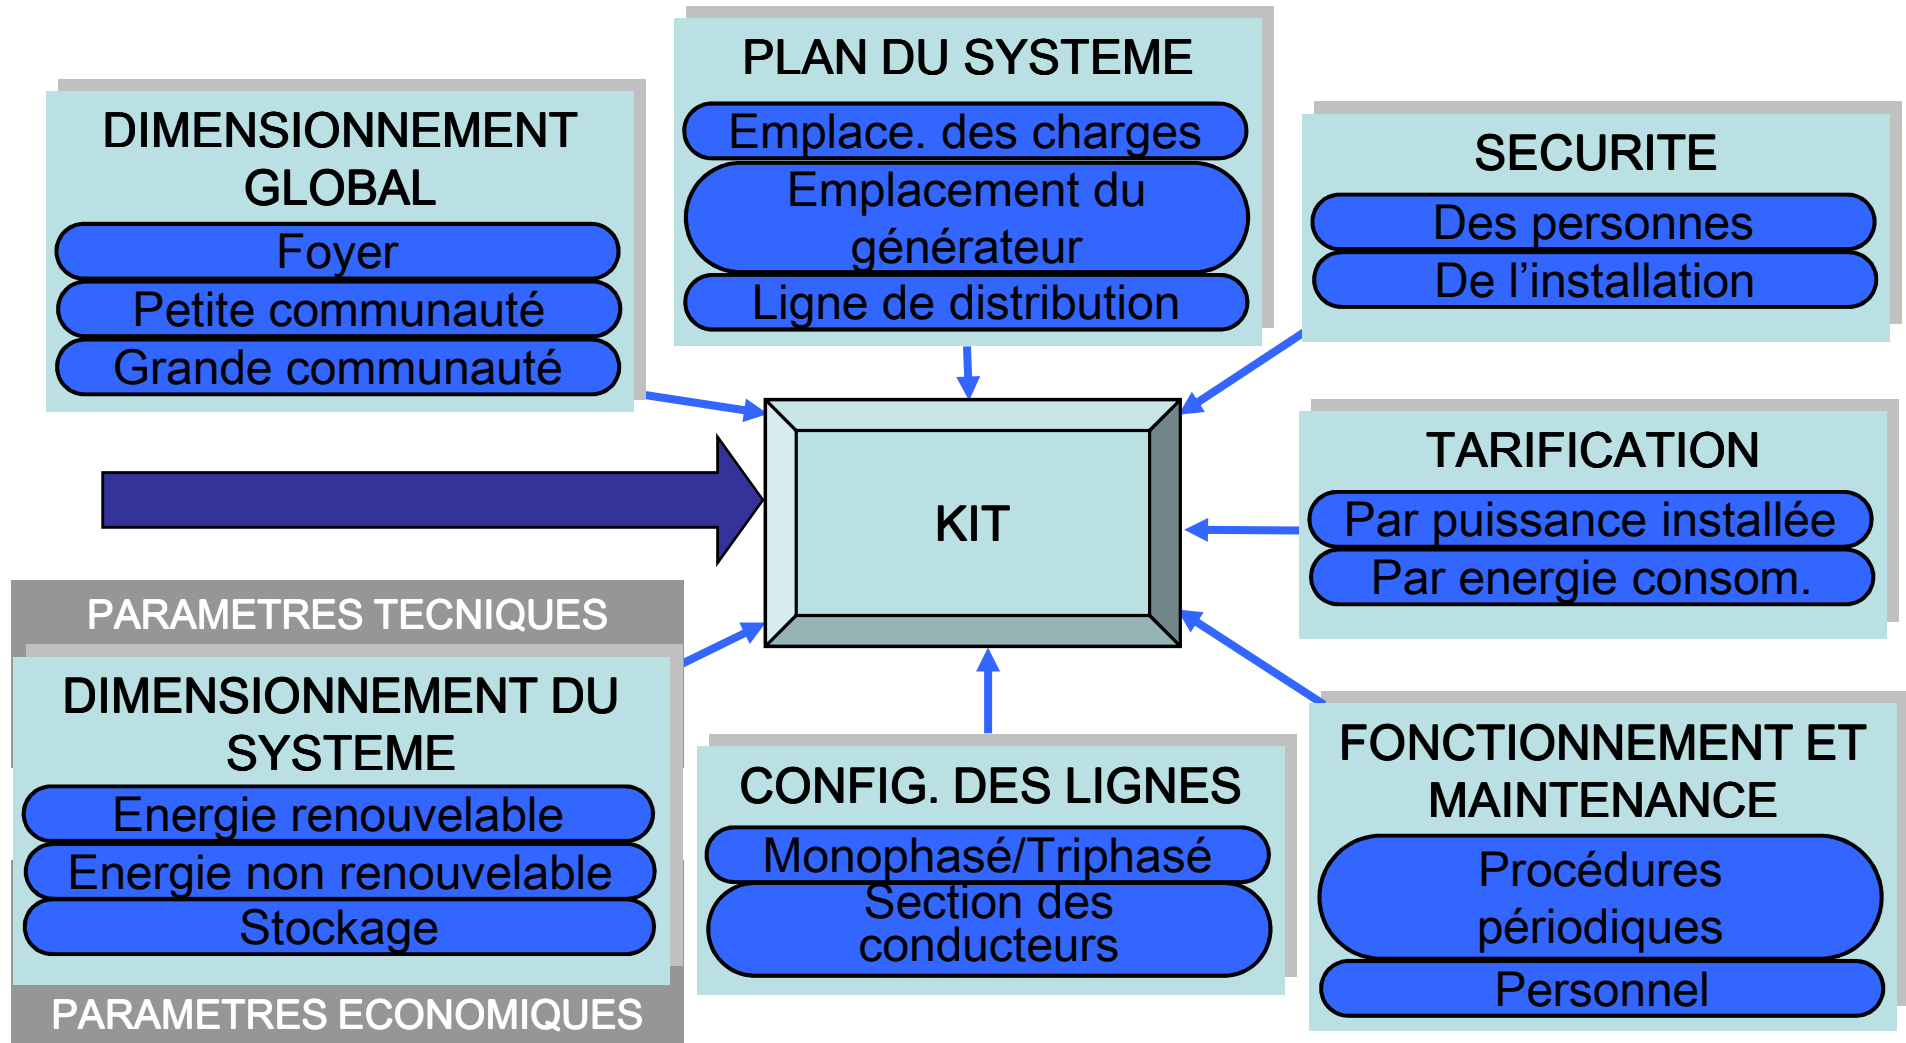 PLAN DU SYSTEME
Emplace. des charges
Emplacement du
générateur
Ligne de distribution
DIMENSIONNEMENT
GLOBAL
Foyer
Petite communauté
Grande communauté
SECURITE
Des personnes
De l’installation
KIT
TARIFICATION
Par puissance installée
Par energie consom.
PARAMETRES TECNIQUES
DIMENSIONNEMENT DU
SYSTEME
Energie renouvelable
Energie non renouvelable
Stockage
PARAMETRES ECONOMIQUES
CONFIG. DES LIGNES
Monophasé/Triphasé
Section des
conducteurs
FONCTIONNEMENT ET
MAINTENANCE
Procédures
périodiques
Personnel